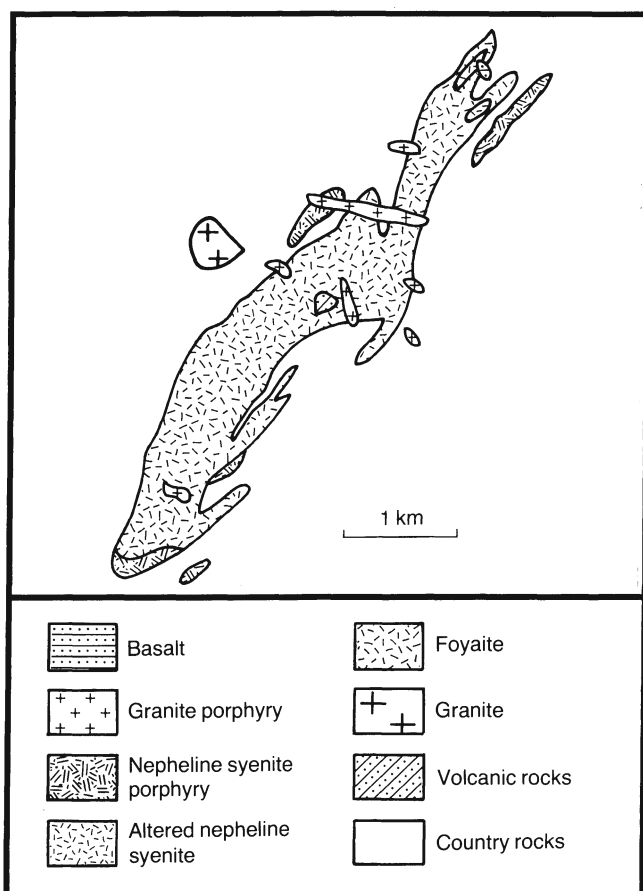 1 km
Basalt
Granite porphyry
Nepheline syenite
porphyry
Altered nepheline
syenite
Foyaite
Granite
Volcanic rocks
Country rocks